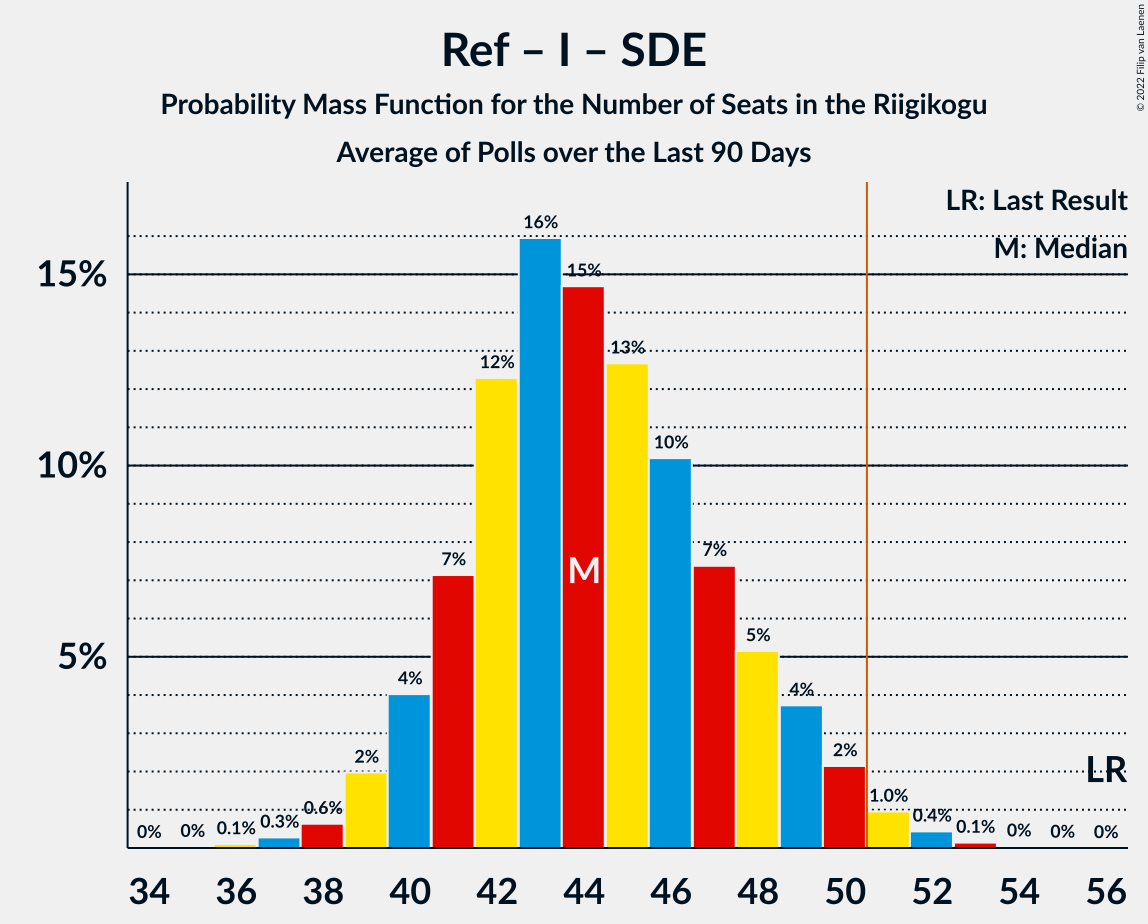 Ref – I – SDE
Probability Mass Function for the Number of Seats in the Riigikogu
Average of Polls over the Last 90 Days
© 2022 Filip van Laenen
LR: Last Result
M: Median
15%
10%
5%
0%
0%
0.1%
0.3%
0.6%
2%
4%
7%
12%
16%
15%
13%
10%
7%
5%
4%
2%
1.0%
0.4%
0.1%
0%
0%
0%
M
LR
34 36 38 40 42 44 46 48 50 52 54 56